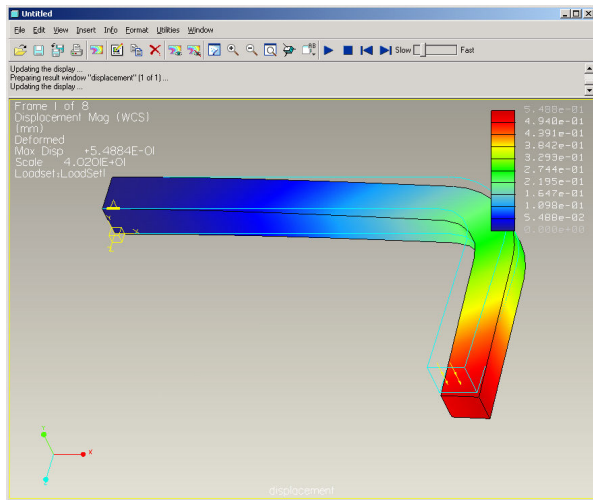 Untitled
File Edit View Insert Info Format Utilities Window
Slow Fast
Updating the display ...
Preparing result window "displacement" (1 of 1) ...
Updating the display ...
Frame 1 of 8
Displacement Mag (WCS)
(mm)
Deformed
Max Disp +5.4884E-01
Scale 4.0201E+01
Loadset:LoadSet1
5.488e-01
4.940e-01
4.391e-01
3.842e-01
3.293e-01
2.744e-01
2.195e-01
1.647e-01
1.098e-01
5.488e-02
0.000e+00
Y
X
Z
displacement